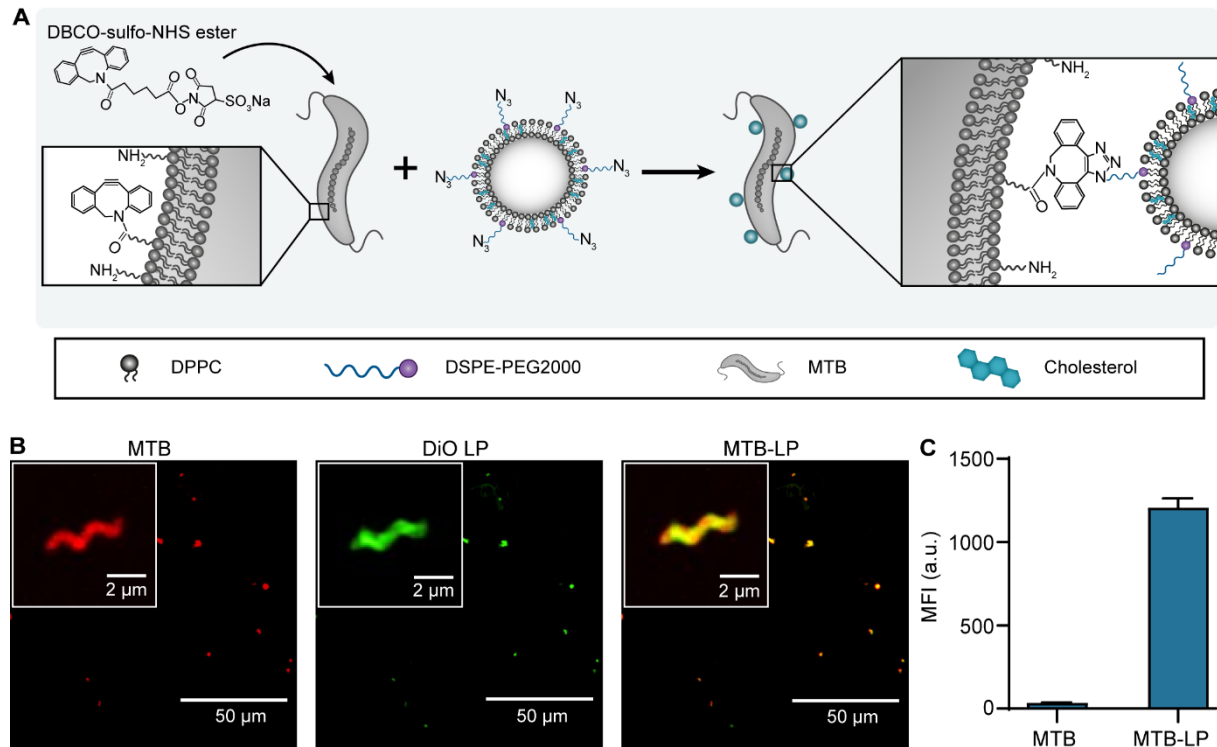 A
DBCO-sulfo-NHS ester
N
O
O
O
N
O
O
SO₃Na
NH₂
N
O
NH₂
+
N₃
N₃
N₃
N₃
N₃
N₃
NH₂
N
O
N
N
N
NH₂
DPPC
DSPE-PEG2000
MTB
Cholesterol
B
MTB
DiO LP
MTB-LP
2 µm
2 µm
2 µm
50 µm
50 µm
50 µm
C
1500
1000
500
0
MFI (a.u.)
MTB
MTB-LP